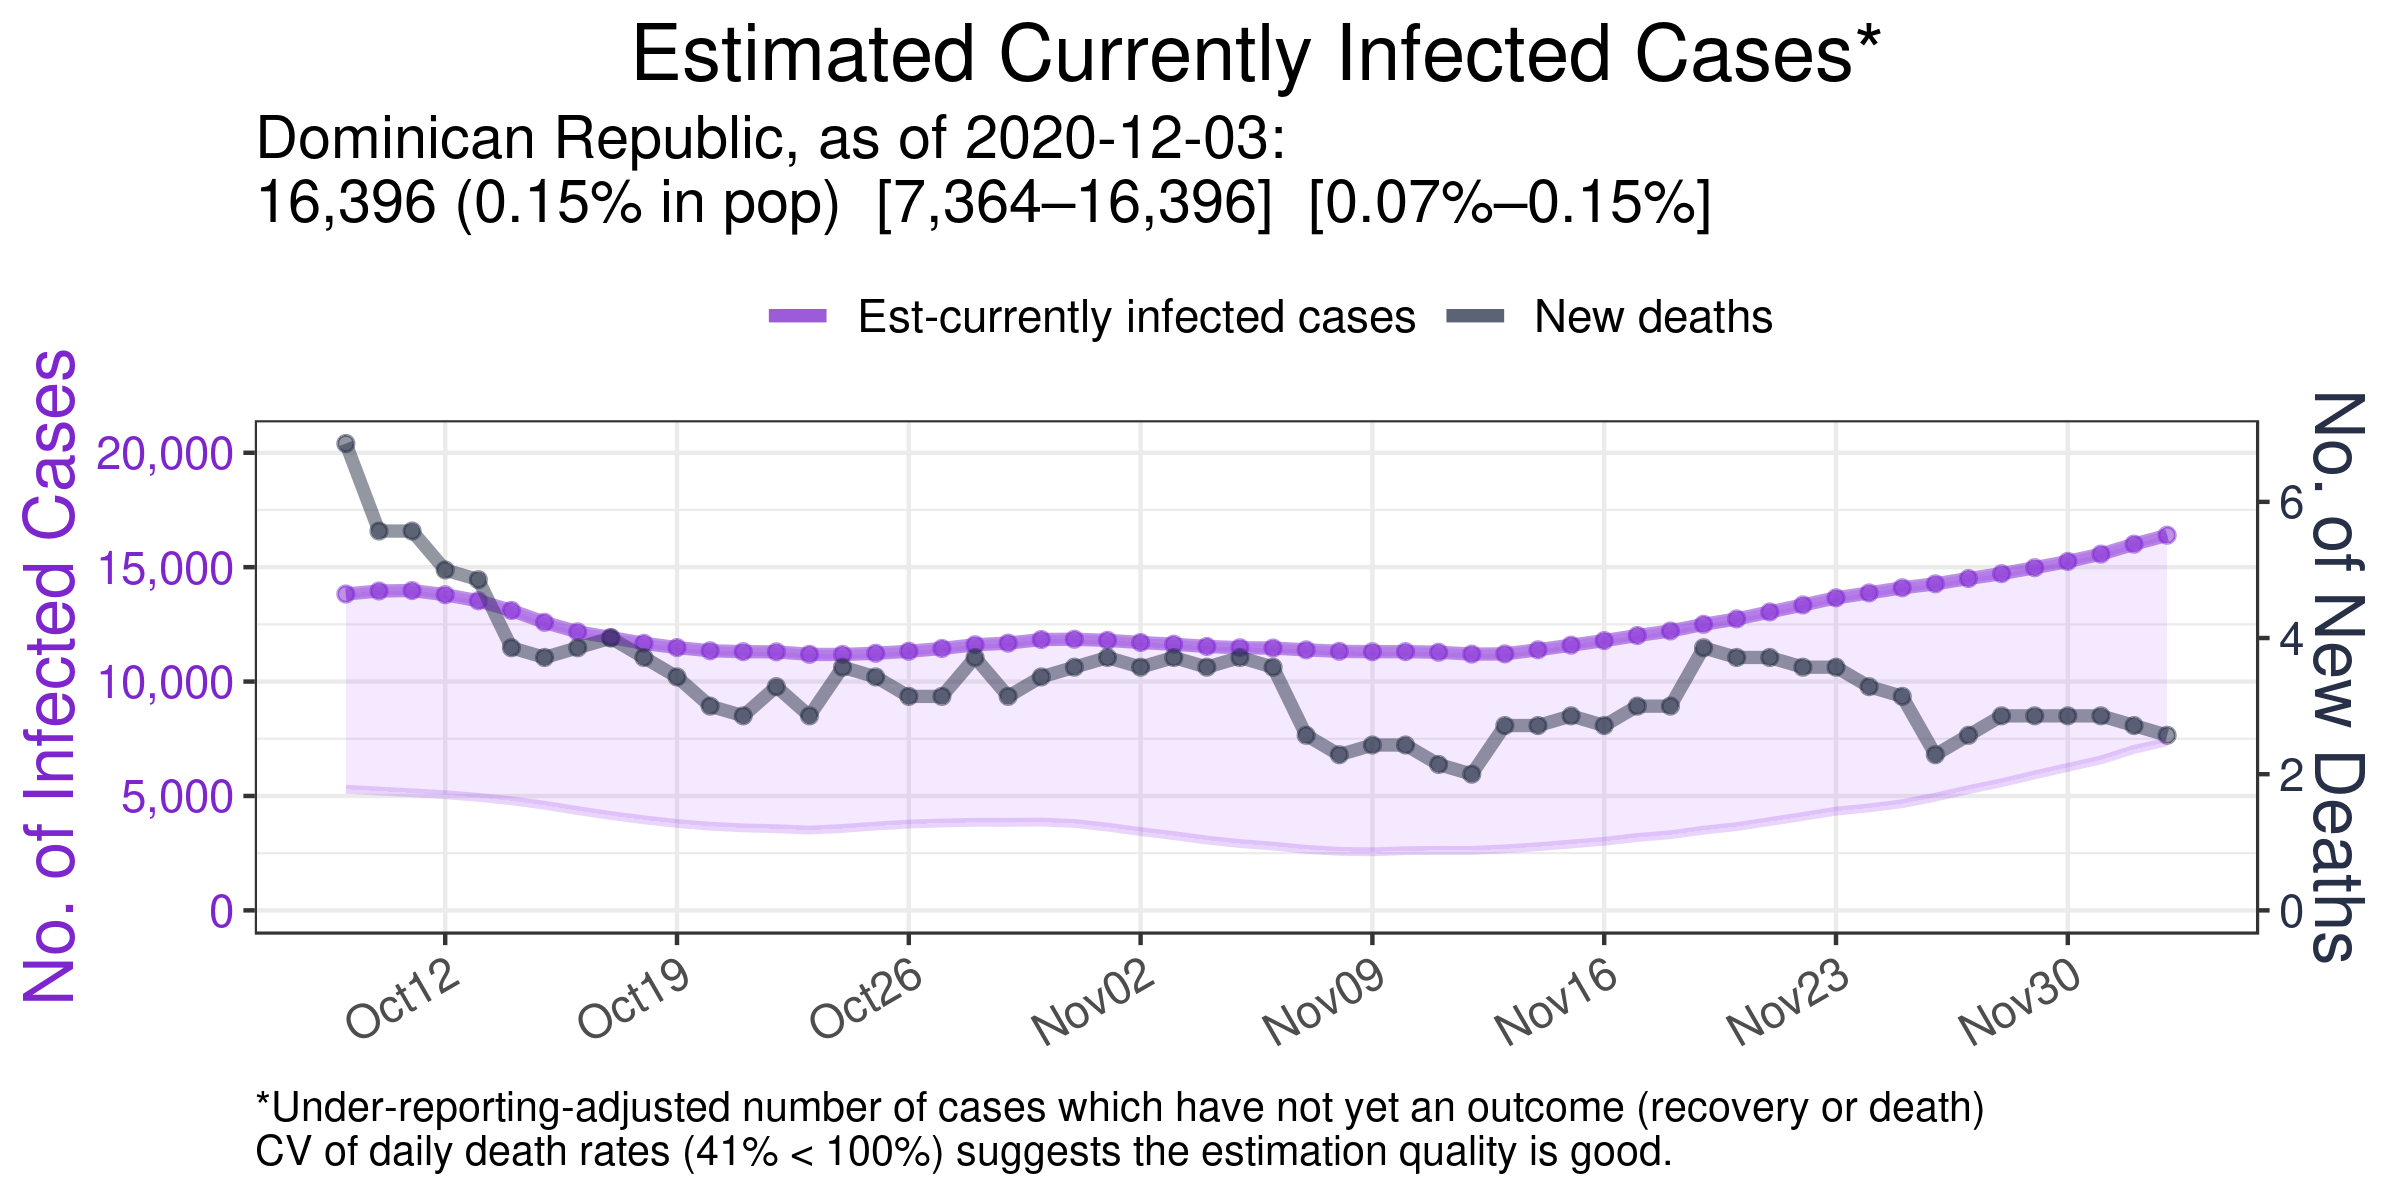 Estimated Currently Infected Cases*
Dominican Republic, as of 2020-12-03:
16,396 (0.15% in pop)  [7,364–16,396]  [0.07%–0.15%]
Est-currently infected cases
New deaths
No. of Infected Cases
20,000
15,000
10,000
5,000
0
No. of New Deaths
6
4
2
0
Oct12
Oct19
Oct26
Nov02
Nov09
Nov16
Nov23
Nov30
*Under-reporting-adjusted number of cases which have not yet an outcome (recovery or death)
CV of daily death rates (41% < 100%) suggests the estimation quality is good.